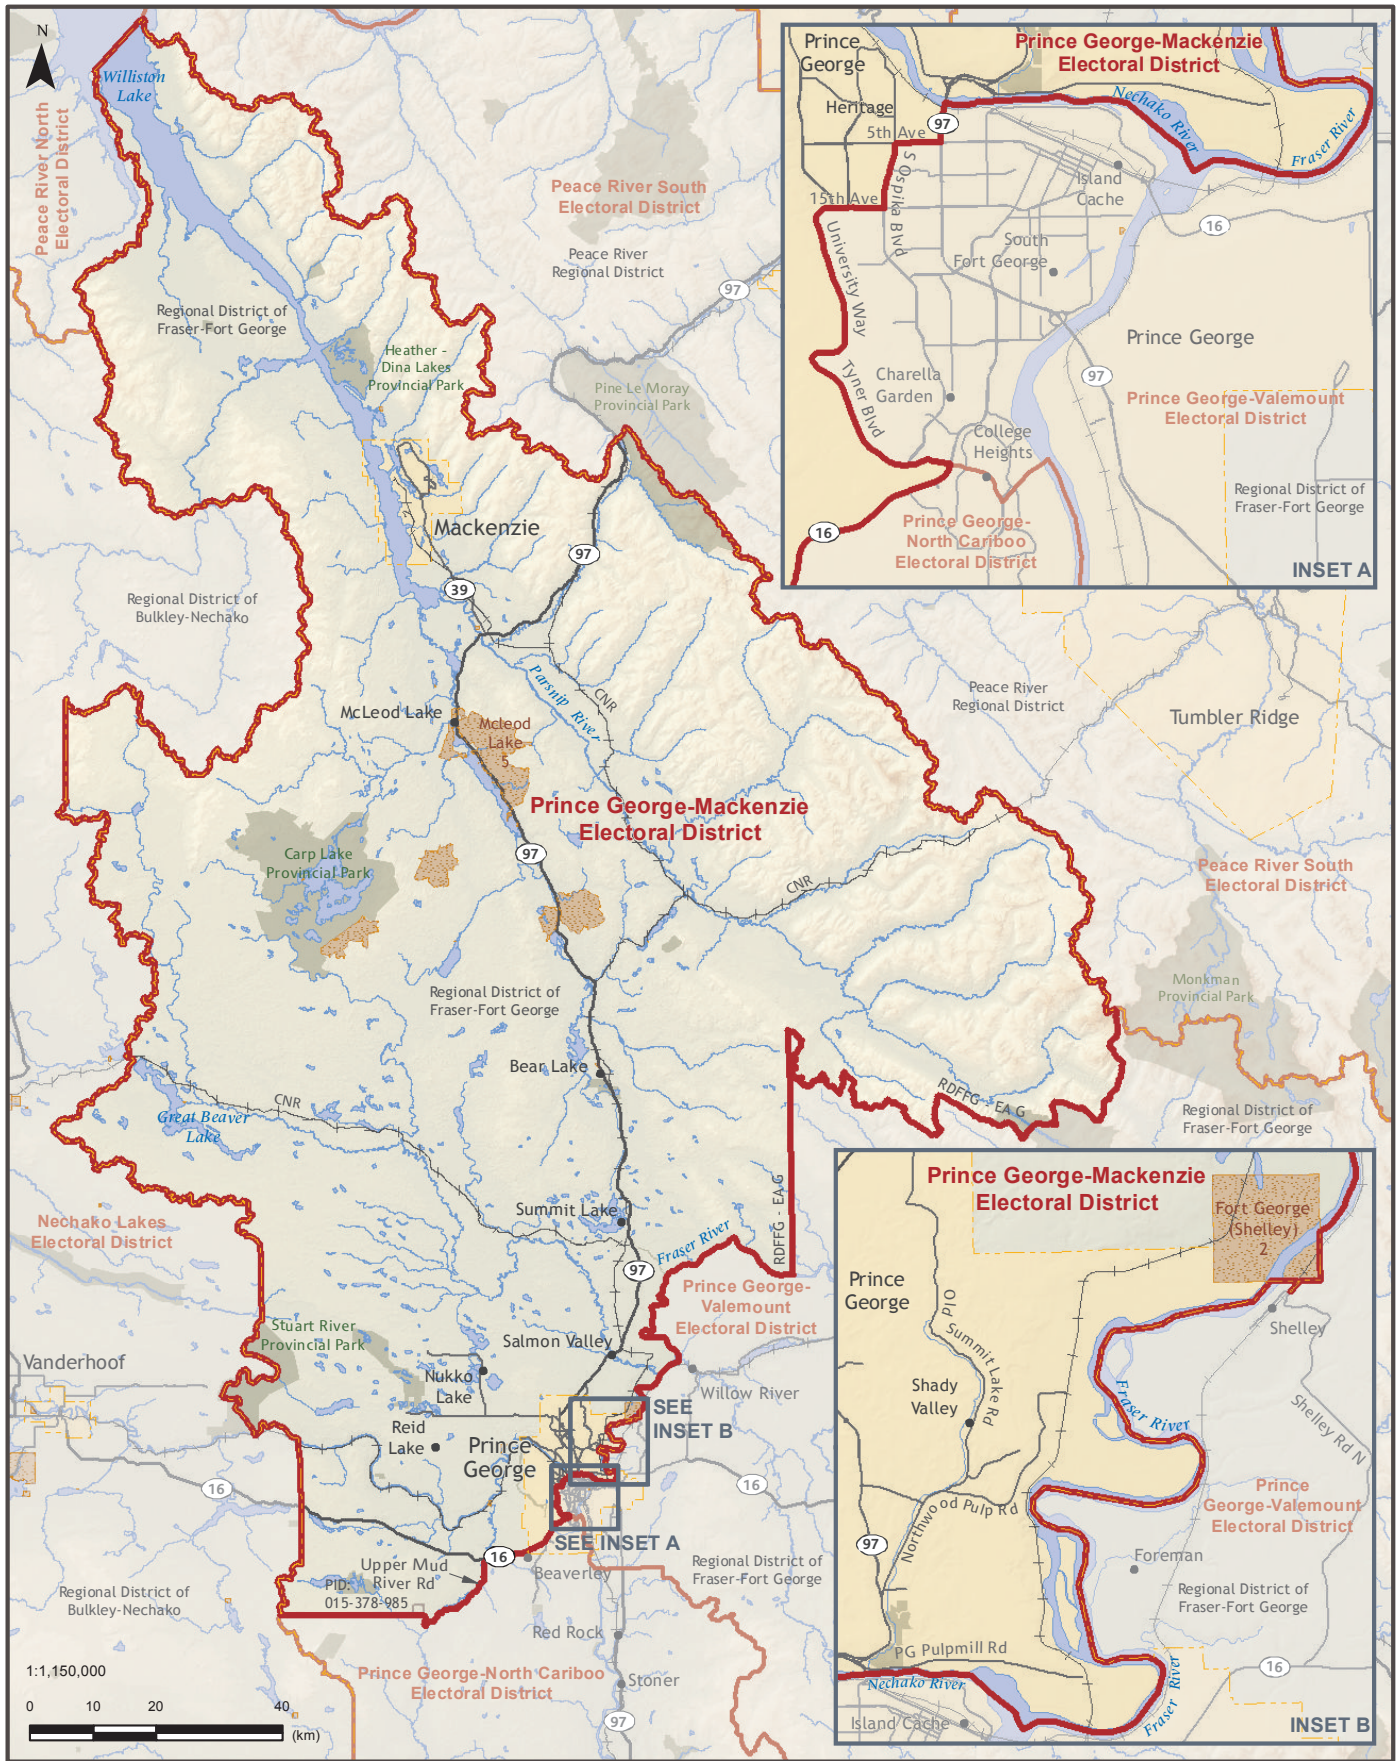 N
Williston
Lake
Peace River North
Electoral District
Peace River South
Electoral District
Peace River
Regional District
97
Regional District of
Fraser-Fort George
Heather -
Dina Lakes
Provincial Park
Pine Le Moray
Provincial Park
Mackenzie
97
39
Regional District of
Bulkley-Nechako
Parsnip River
CNR
McLeod Lake
Mcleod
Lake
5
Peace River
Regional District
Tumbler Ridge
Prince George-Mackenzie
Electoral District
97
Carp Lake
Provincial Park
CNR
Peace River South
Electoral District
Monkman
Provincial Park
Regional District of
Fraser-Fort George
Bear Lake
RDFFG - EA G
Regional District of
Fraser-Fort George
CNR
Great Beaver
Lake
Summit Lake
RDFFG - EA G
Fraser River
Nechako Lakes
Electoral District
97
Prince George-
Valemount
Electoral District
Stuart River
Provincial Park
Salmon Valley
Vanderhoof
Nukko
Lake
Willow River
SEE
INSET B
Reid
Lake
Prince
George
16
16
SEE INSET A
16
Upper Mud
River Rd
PID:
015-378-985
Beaverley
Regional District of
Fraser-Fort George
Regional District of
Bulkley-Nechako
Red Rock
Prince George-North Cariboo
Electoral District
Stoner
97
1:1,150,000
0 10 20 40
(km)
Prince
George
Prince George-Mackenzie
Electoral District
Heritage
97
5th Ave
Nechako River
Fraser River
S Ospika Blvd
Island
Cache
15th Ave
16
University Way
South
Fort George
Prince George
Tyner Blvd
Charella
Garden
97
Prince George-Valemount
Electoral District
College
Heights
Regional District of
Fraser-Fort George
Prince George-
North Cariboo
Electoral District
16
INSET A
Prince George-Mackenzie
Electoral District
Fort George
(Shelley)
2
Prince
George
Old Summit Lake Rd
Shelley
Shady
Valley
Fraser River
Shelley Rd N
Northwood Pulp Rd
Prince
George-Valemount
Electoral District
97
Foreman
Regional District of
Fraser-Fort George
PG Pulpmill Rd
16
Nechako River
Fraser River
Island Cache
INSET B